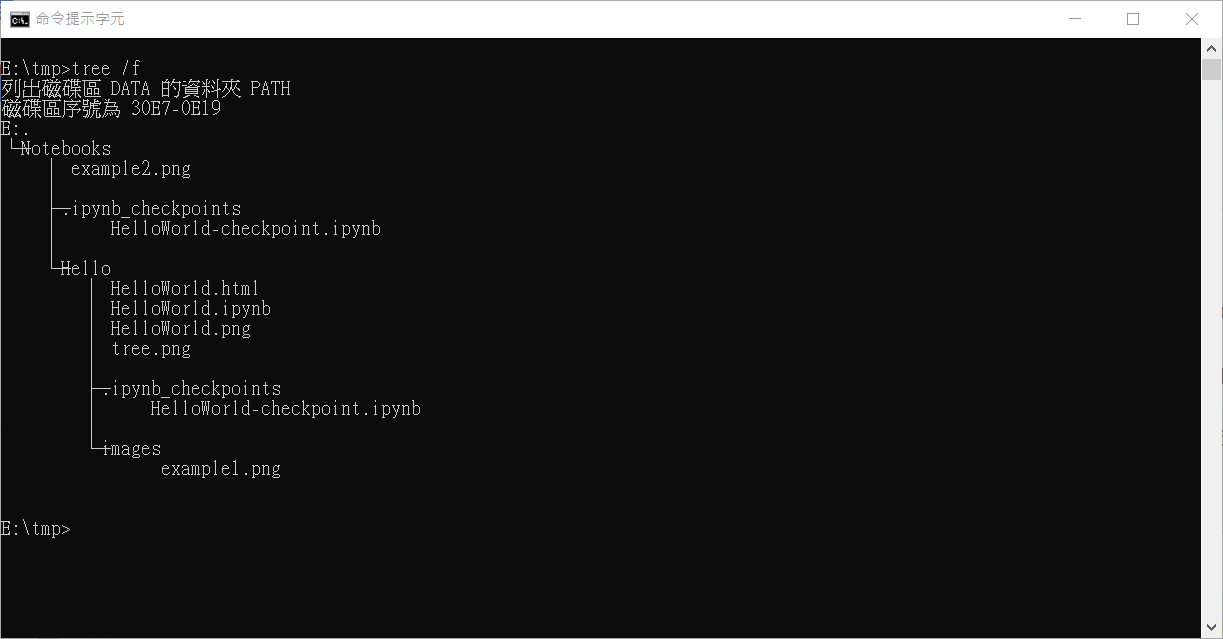 命令提示字元
E:\tmp>tree /f
列出磁碟區 DATA 的資料夾 PATH
磁碟區序號為 30E7-0E19
E:.
└─Notebooks
    │  example2.png
    │
    ├─.ipynb_checkpoints
    │      HelloWorld-checkpoint.ipynb
    │
    └─Hello
        │  HelloWorld.html
        │  HelloWorld.ipynb
        │  HelloWorld.png
        │  tree.png
        │
        ├─.ipynb_checkpoints
        │      HelloWorld-checkpoint.ipynb
        │
        └─images
                example1.png
E:\tmp>